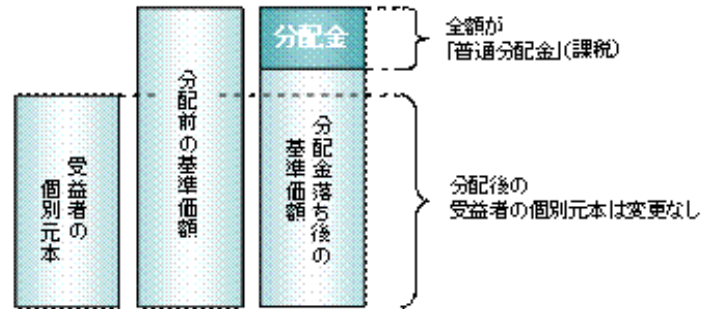 受益者の
個別元本
分配前の基準価額
分配金
分配金落ち後の
基準価額
全額が
「普通分配金」(課税)
分配後の
受益者の個別元本は変更なし